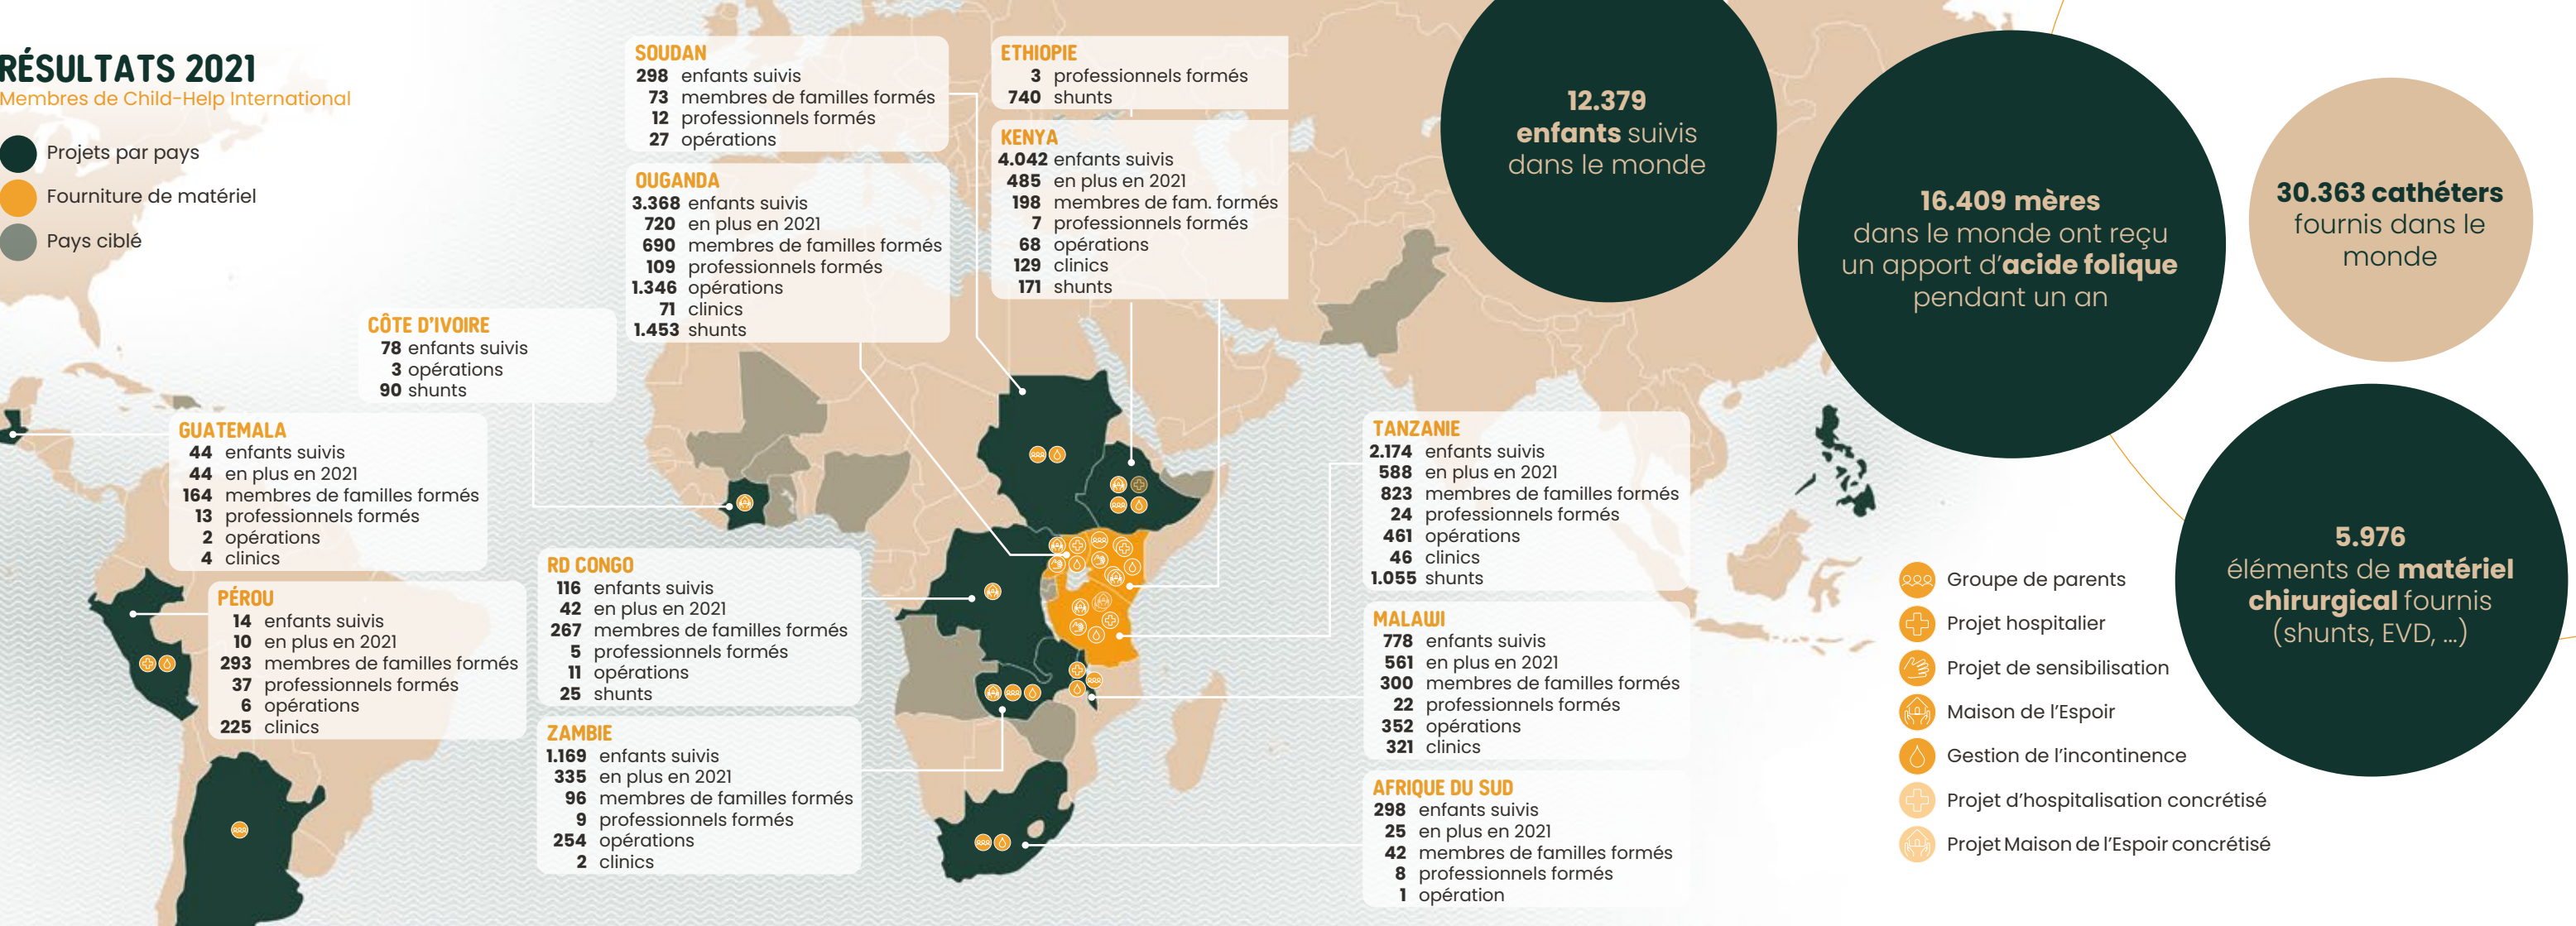 RÉSULTATS 2021
Membres de Child-Help International
Projets par pays
Fourniture de matériel
Pays ciblé
SOUDAN
298 enfants suivis
73 membres de familles formés
12 professionnels formés
27 opérations
OUGANDA
3.368 enfants suivis
720 en plus en 2021
690 membres de familles formés
109 professionnels formés
1.346 opérations
71 clinics
1.453 shunts
ETHIOPIE
3 professionnels formés
740 shunts
KENYA
4.042 enfants suivis
485 en plus en 2021
198 membres de fam. formés
7 professionnels formés
68 opérations
129 clinics
171 shunts
CÔTE D'IVOIRE
78 enfants suivis
3 opérations
90 shunts
GUATEMALA
44 enfants suivis
44 en plus en 2021
164 membres de familles formés
13 professionnels formés
2 opérations
4 clinics
PÉROU
14 enfants suivis
10 en plus en 2021
293 membres de familles formés
37 professionnels formés
6 opérations
225 clinics
RD CONGO
116 enfants suivis
42 en plus en 2021
267 membres de familles formés
5 professionnels formés
11 opérations
25 shunts
ZAMBIE
1.169 enfants suivis
335 en plus en 2021
96 membres de familles formés
9 professionnels formés
254 opérations
2 clinics
TANZANIE
2.174 enfants suivis
588 en plus en 2021
823 membres de familles formés
24 professionnels formés
461 opérations
46 clinics
1.055 shunts
MALAWI
778 enfants suivis
561 en plus en 2021
300 membres de familles formés
22 professionnels formés
352 opérations
321 clinics
AFRIQUE DU SUD
298 enfants suivis
25 en plus en 2021
42 membres de familles formés
8 professionnels formés
1 opération
12.379
enfants suivis
dans le monde
16.409 mères
dans le monde ont reçu
un apport d'acide folique
pendant un an
30.363 cathéters
fournis dans le
monde
5.976
éléments de matériel
chirurgical fournis
(shunts, EVD, ...)
Groupe de parents
Projet hospitalier
Projet de sensibilisation
Maison de l'Espoir
Gestion de l'incontinence
Projet d'hospitalisation concrétisé
Projet Maison de l'Espoir concrétisé